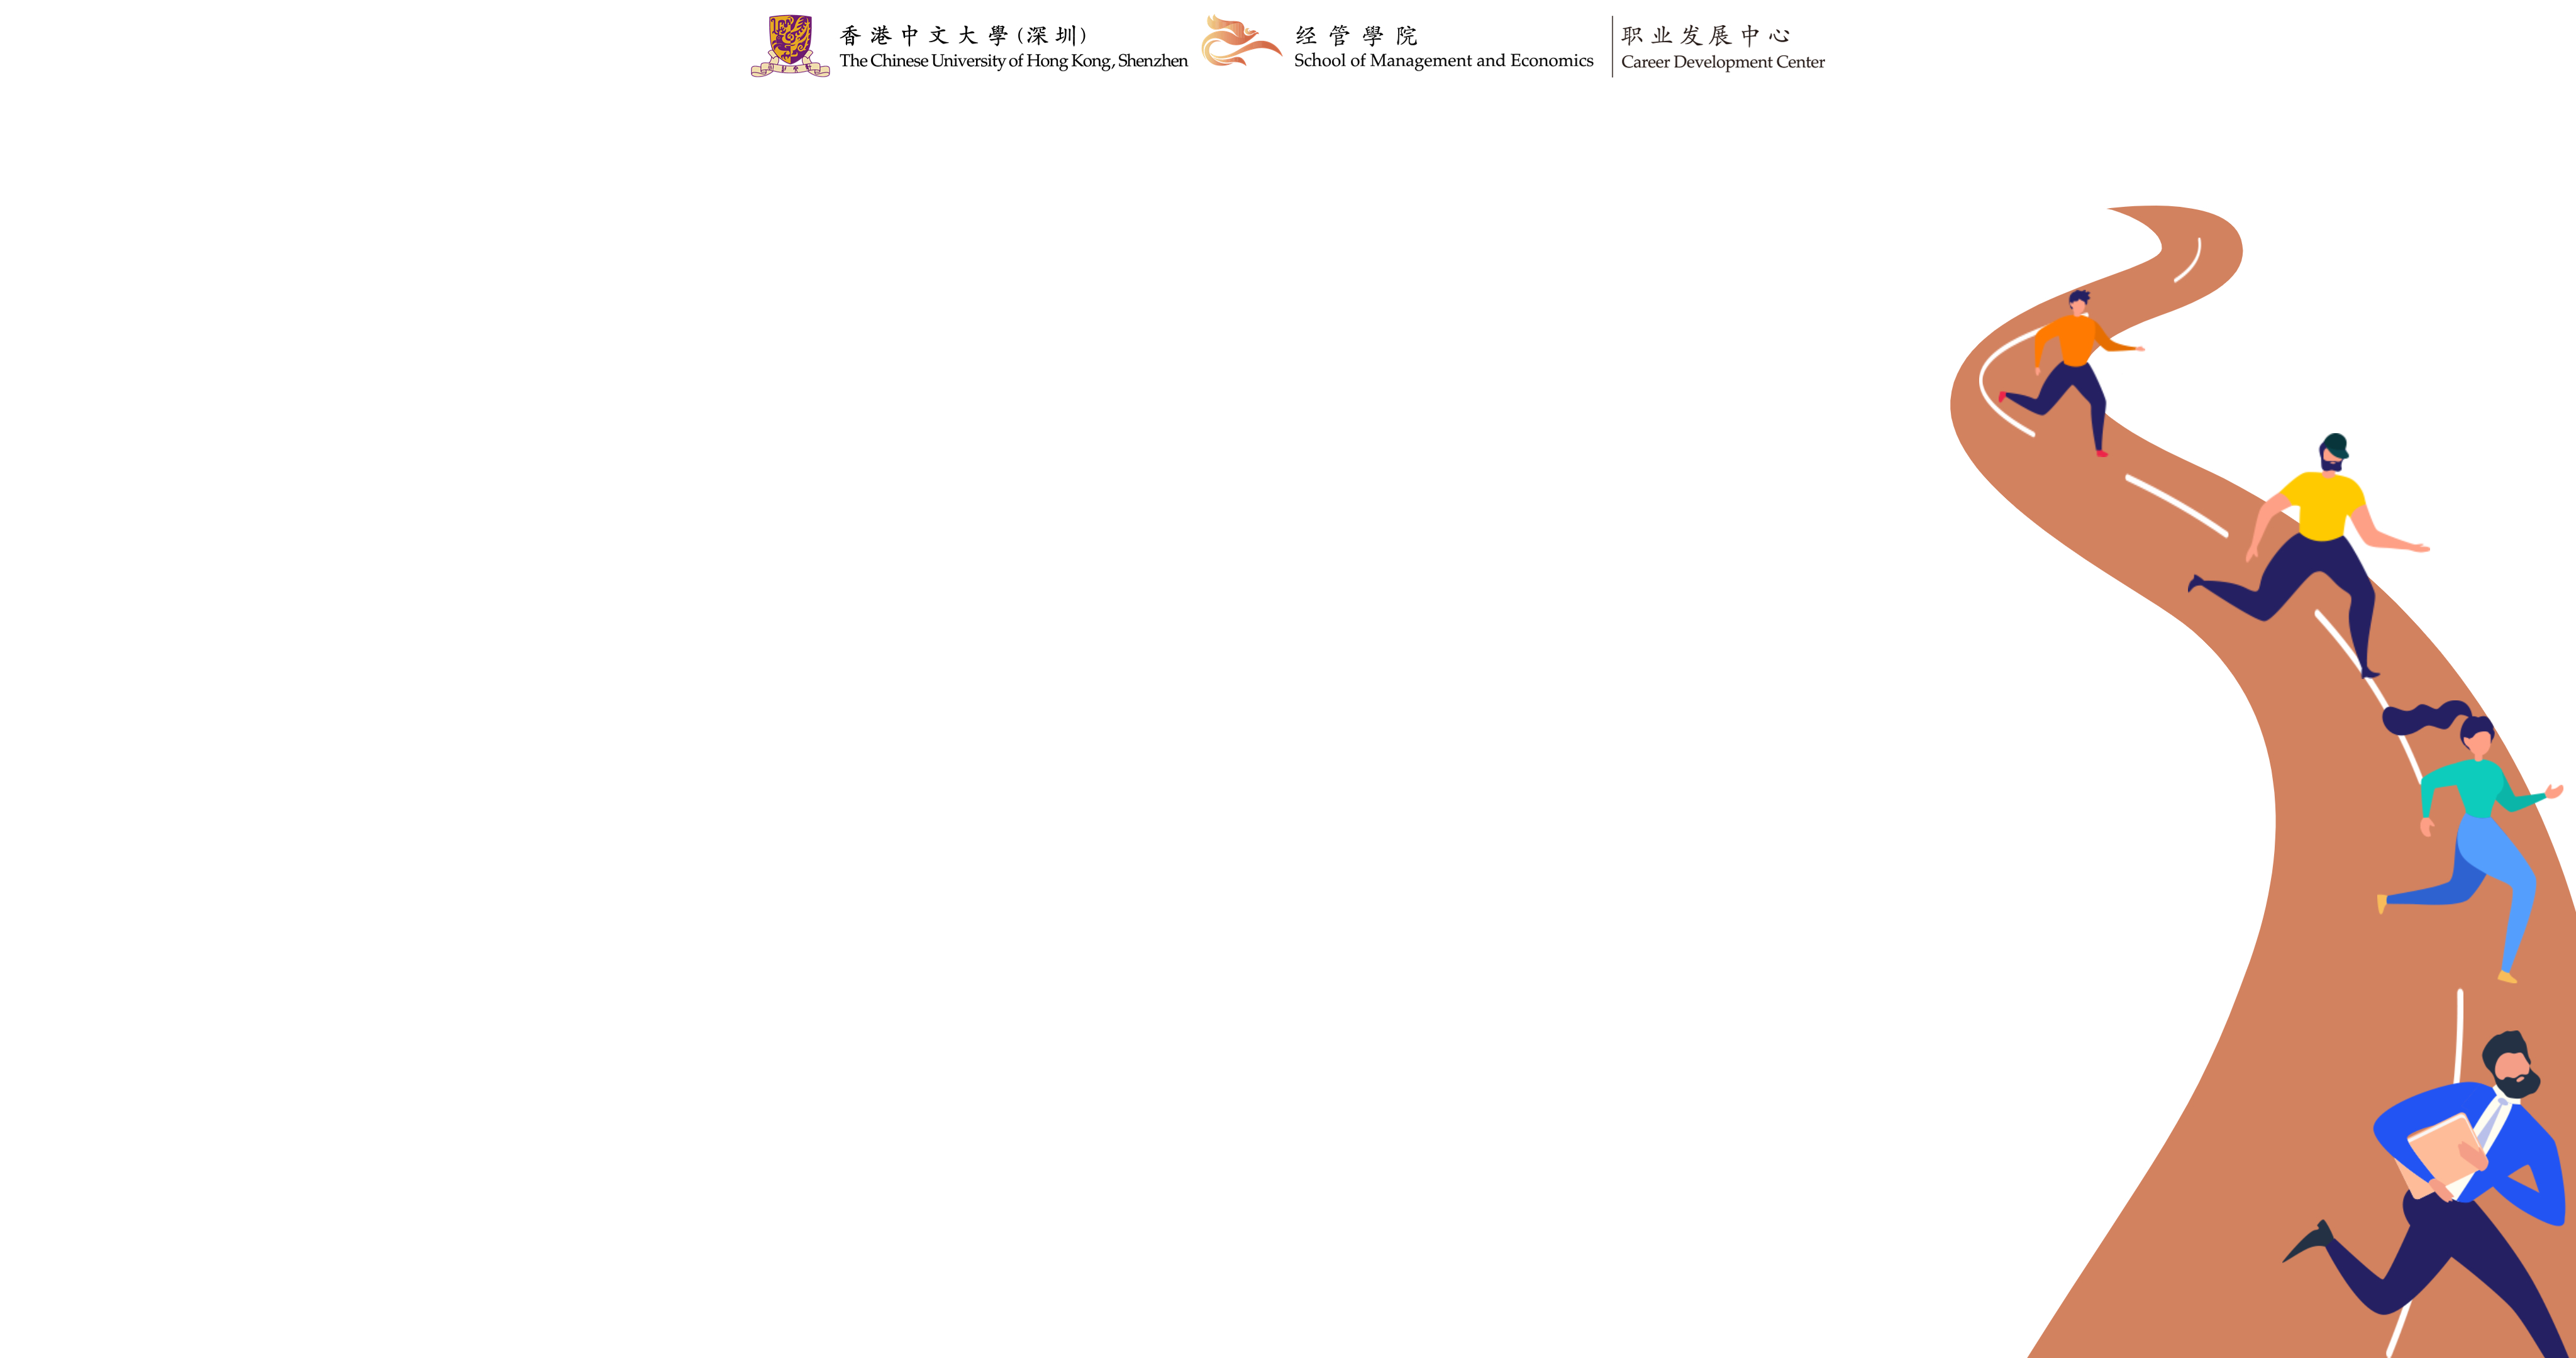 香港中文大學(深圳)
The Chinese University of Hong Kong, Shenzhen
经管學院
School of Management and Economics
职业发展中心
Career Development Center